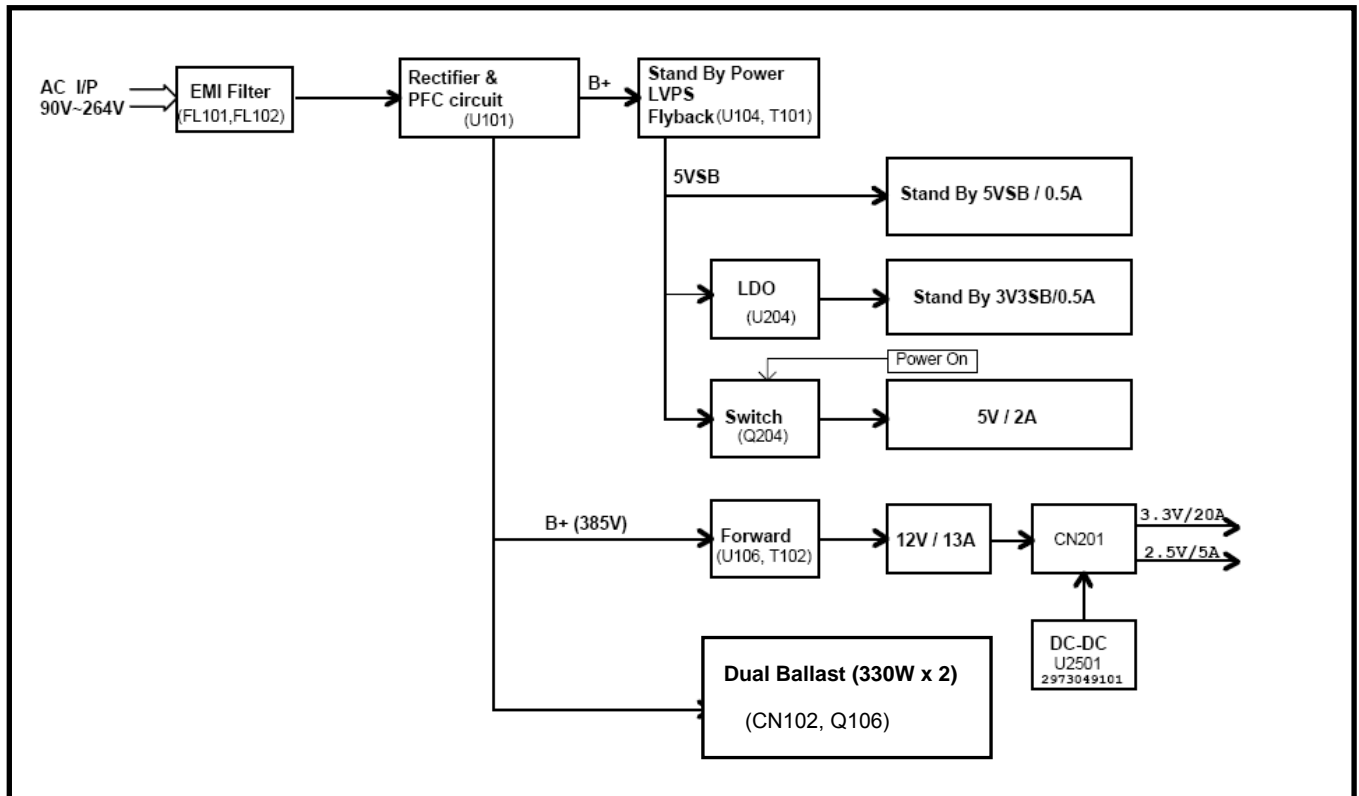 AC I/P
90V~264V
EMI Filter
(FL101,FL102)
Rectifier &
PFC circuit
(U101)
B+
Stand By Power
LVPS
Flyback(U104, T101)
5VSB
Stand By 5VSB / 0.5A
LDO
(U204)
Stand By 3V3SB/0.5A
Power On
Switch
(Q204)
5V / 2A
B+ (385V)
Forward
(U106, T102)
12V / 13A
CN201
3.3V/20A
2.5V/5A
DC-DC
U2501
2973049101
Dual Ballast (330W x 2)
(CN102, Q106)